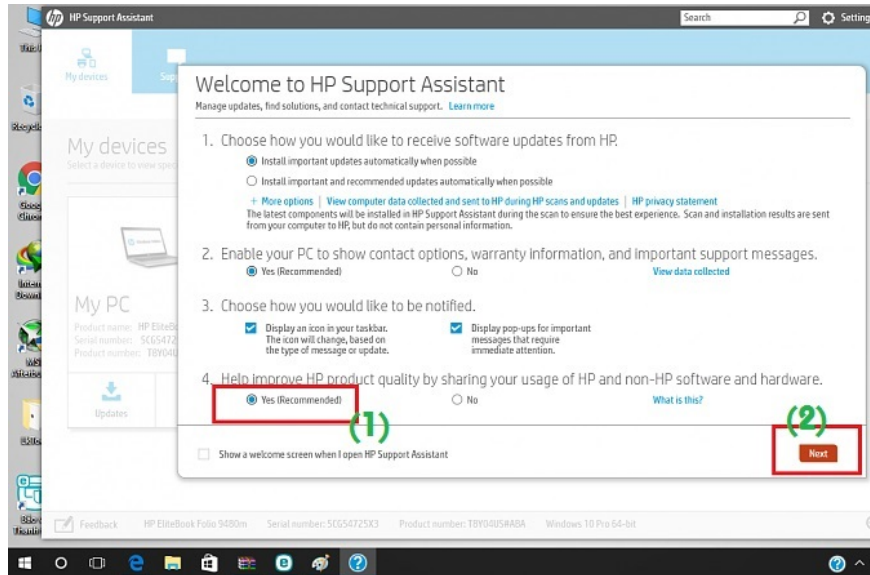 hp HP Support Assistant
Search
Setting
My devices
My devices
Select a device to view
Welcome to HP Support Assistant
Manage updates, find solutions, and contact technical support. Learn more
1. Choose how you would like to receive software updates from HP.
Install important updates automatically when possible
Install important and recommended updates automatically when possible
+ More options | View computer data collected and sent to HP during HP scans and updates | HP privacy statement
The latest components will be installed in HP Support Assistant during the scan to ensure the best experience. Scan and installation results are sent
from your computer to HP, but do not contain personal information.
2. Enable your PC to show contact options, warranty information, and important support messages.
Yes (Recommended) No View data collected
3. Choose how you would like to be notified.
Display an icon in your taskbar.
The icon will change, based on
the type of message or update.
Display pop-ups for important
messages that require
immediate attention.
4. Help improve HP product quality by sharing your usage of HP and non-HP software and hardware.
Yes (Recommended) No What is this?
(1)
(2)
Show a welcome screen when I open HP Support Assistant
Next
My PC
Product name: HP EliteBo
Serial number: 5CG5472
Product number: T8Y04U
Updates
Feedback HP EliteBook Folio 9480m Serial number: 5CG54725X3 Product number: T8Y04US#ABA Windows 10 Pro 64-bit